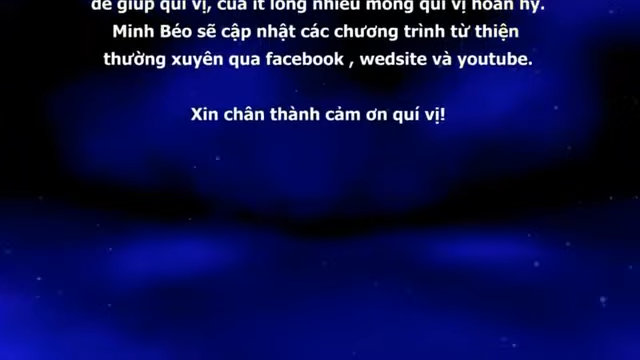 để giúp quí vị, của ít lòng nhiều mong quí vị hoan hỷ.
Minh Béo sẽ cập nhật các chương trình từ thiện
thường xuyên qua facebook , wedsite và youtube.
Xin chân thành cảm ơn quí vị!